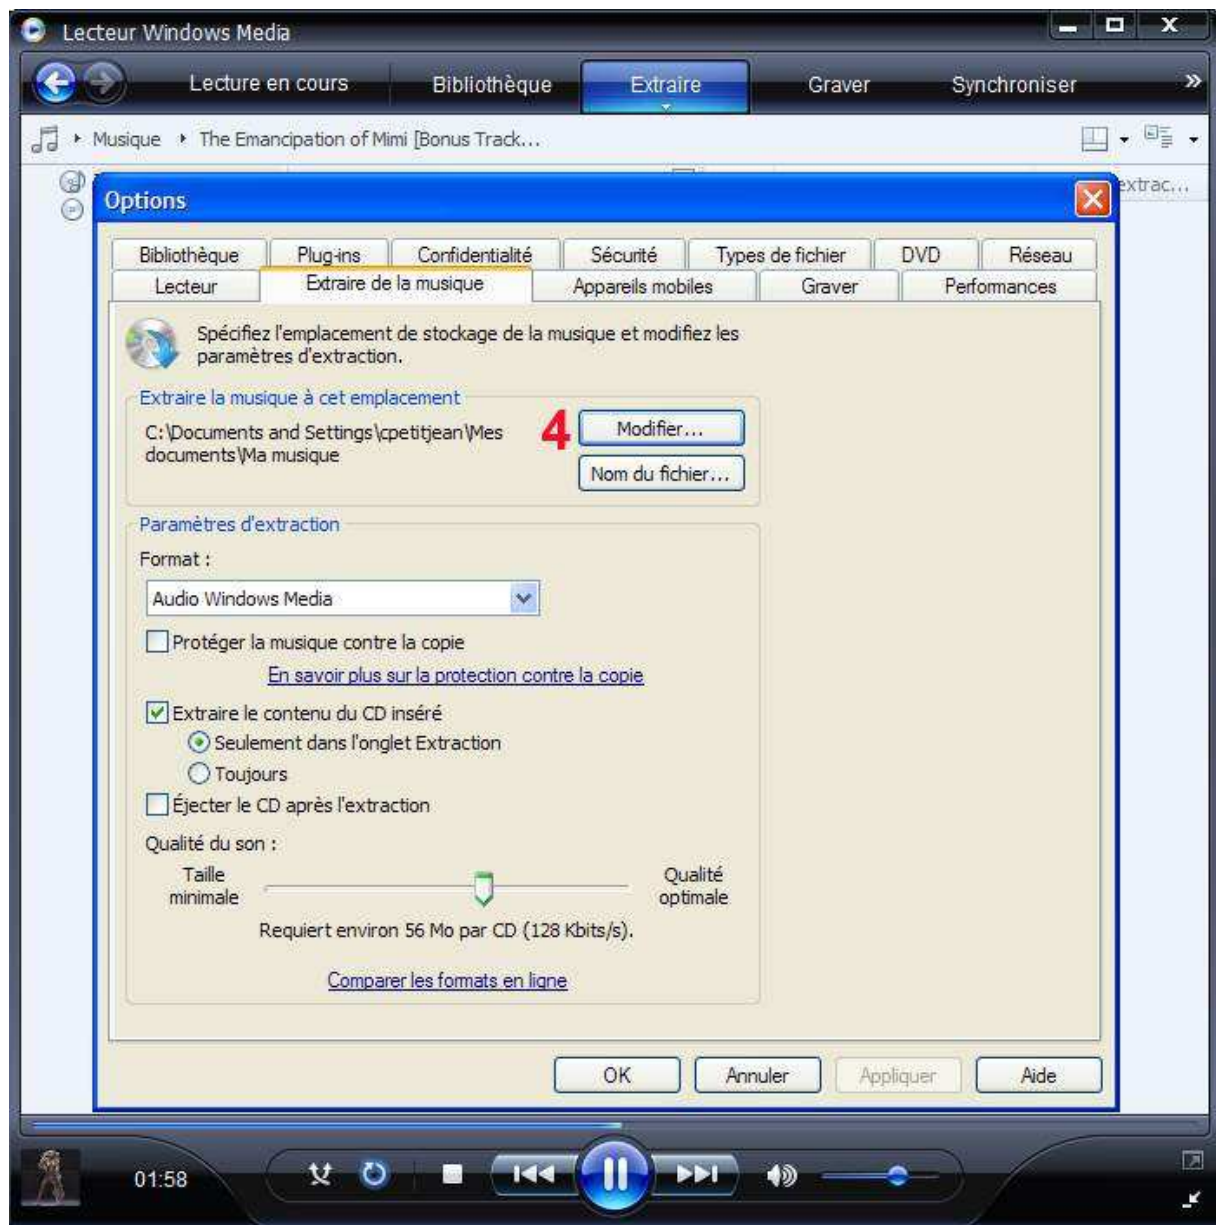 Lecteur Windows Media
Lecture en cours Bibliothèque Extraire Graver Synchroniser »
Musique The Emancipation of Mimi [Bonus Track...
extrac...
Options
Bibliothèque Plug-ins Confidentialité Sécurité Types de fichier DVD Réseau
Lecteur Extraire de la musique Appareils mobiles Graver Performances
Spécifiez l'emplacement de stockage de la musique et modifiez les
paramètres d'extraction.
Extraire la musique à cet emplacement
C:\Documents and Settings\cpetitjean\Mes
documents\Ma musique
4 Modifier...
Nom du fichier...
Paramètres d'extraction
Format :
Audio Windows Media
Protéger la musique contre la copie
En savoir plus sur la protection contre la copie
Extraire le contenu du CD inséré
Seulement dans l'onglet Extraction
Toujours
Éjecter le CD après l'extraction
Qualité du son :
Taille
minimale
Qualité
optimale
Requiert environ 56 Mo par CD (128 Kbits/s).
Comparer les formats en ligne
OK Annuler Appliquer Aide
01:58